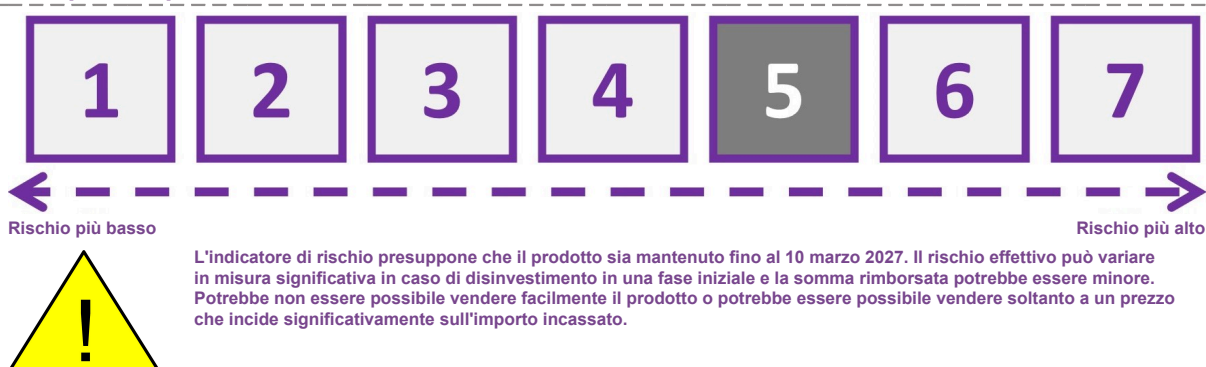 1 2 3 4 5 6 7
Rischio più basso Rischio più alto
L'indicatore di rischio presuppone che il prodotto sia mantenuto fino al 10 marzo 2027. Il rischio effettivo può variare
in misura significativa in caso di disinvestimento in una fase iniziale e la somma rimborsata potrebbe essere minore.
Potrebbe non essere possibile vendere facilmente il prodotto o potrebbe essere possibile vendere soltanto a un prezzo
che incide significativamente sull'importo incassato.
!